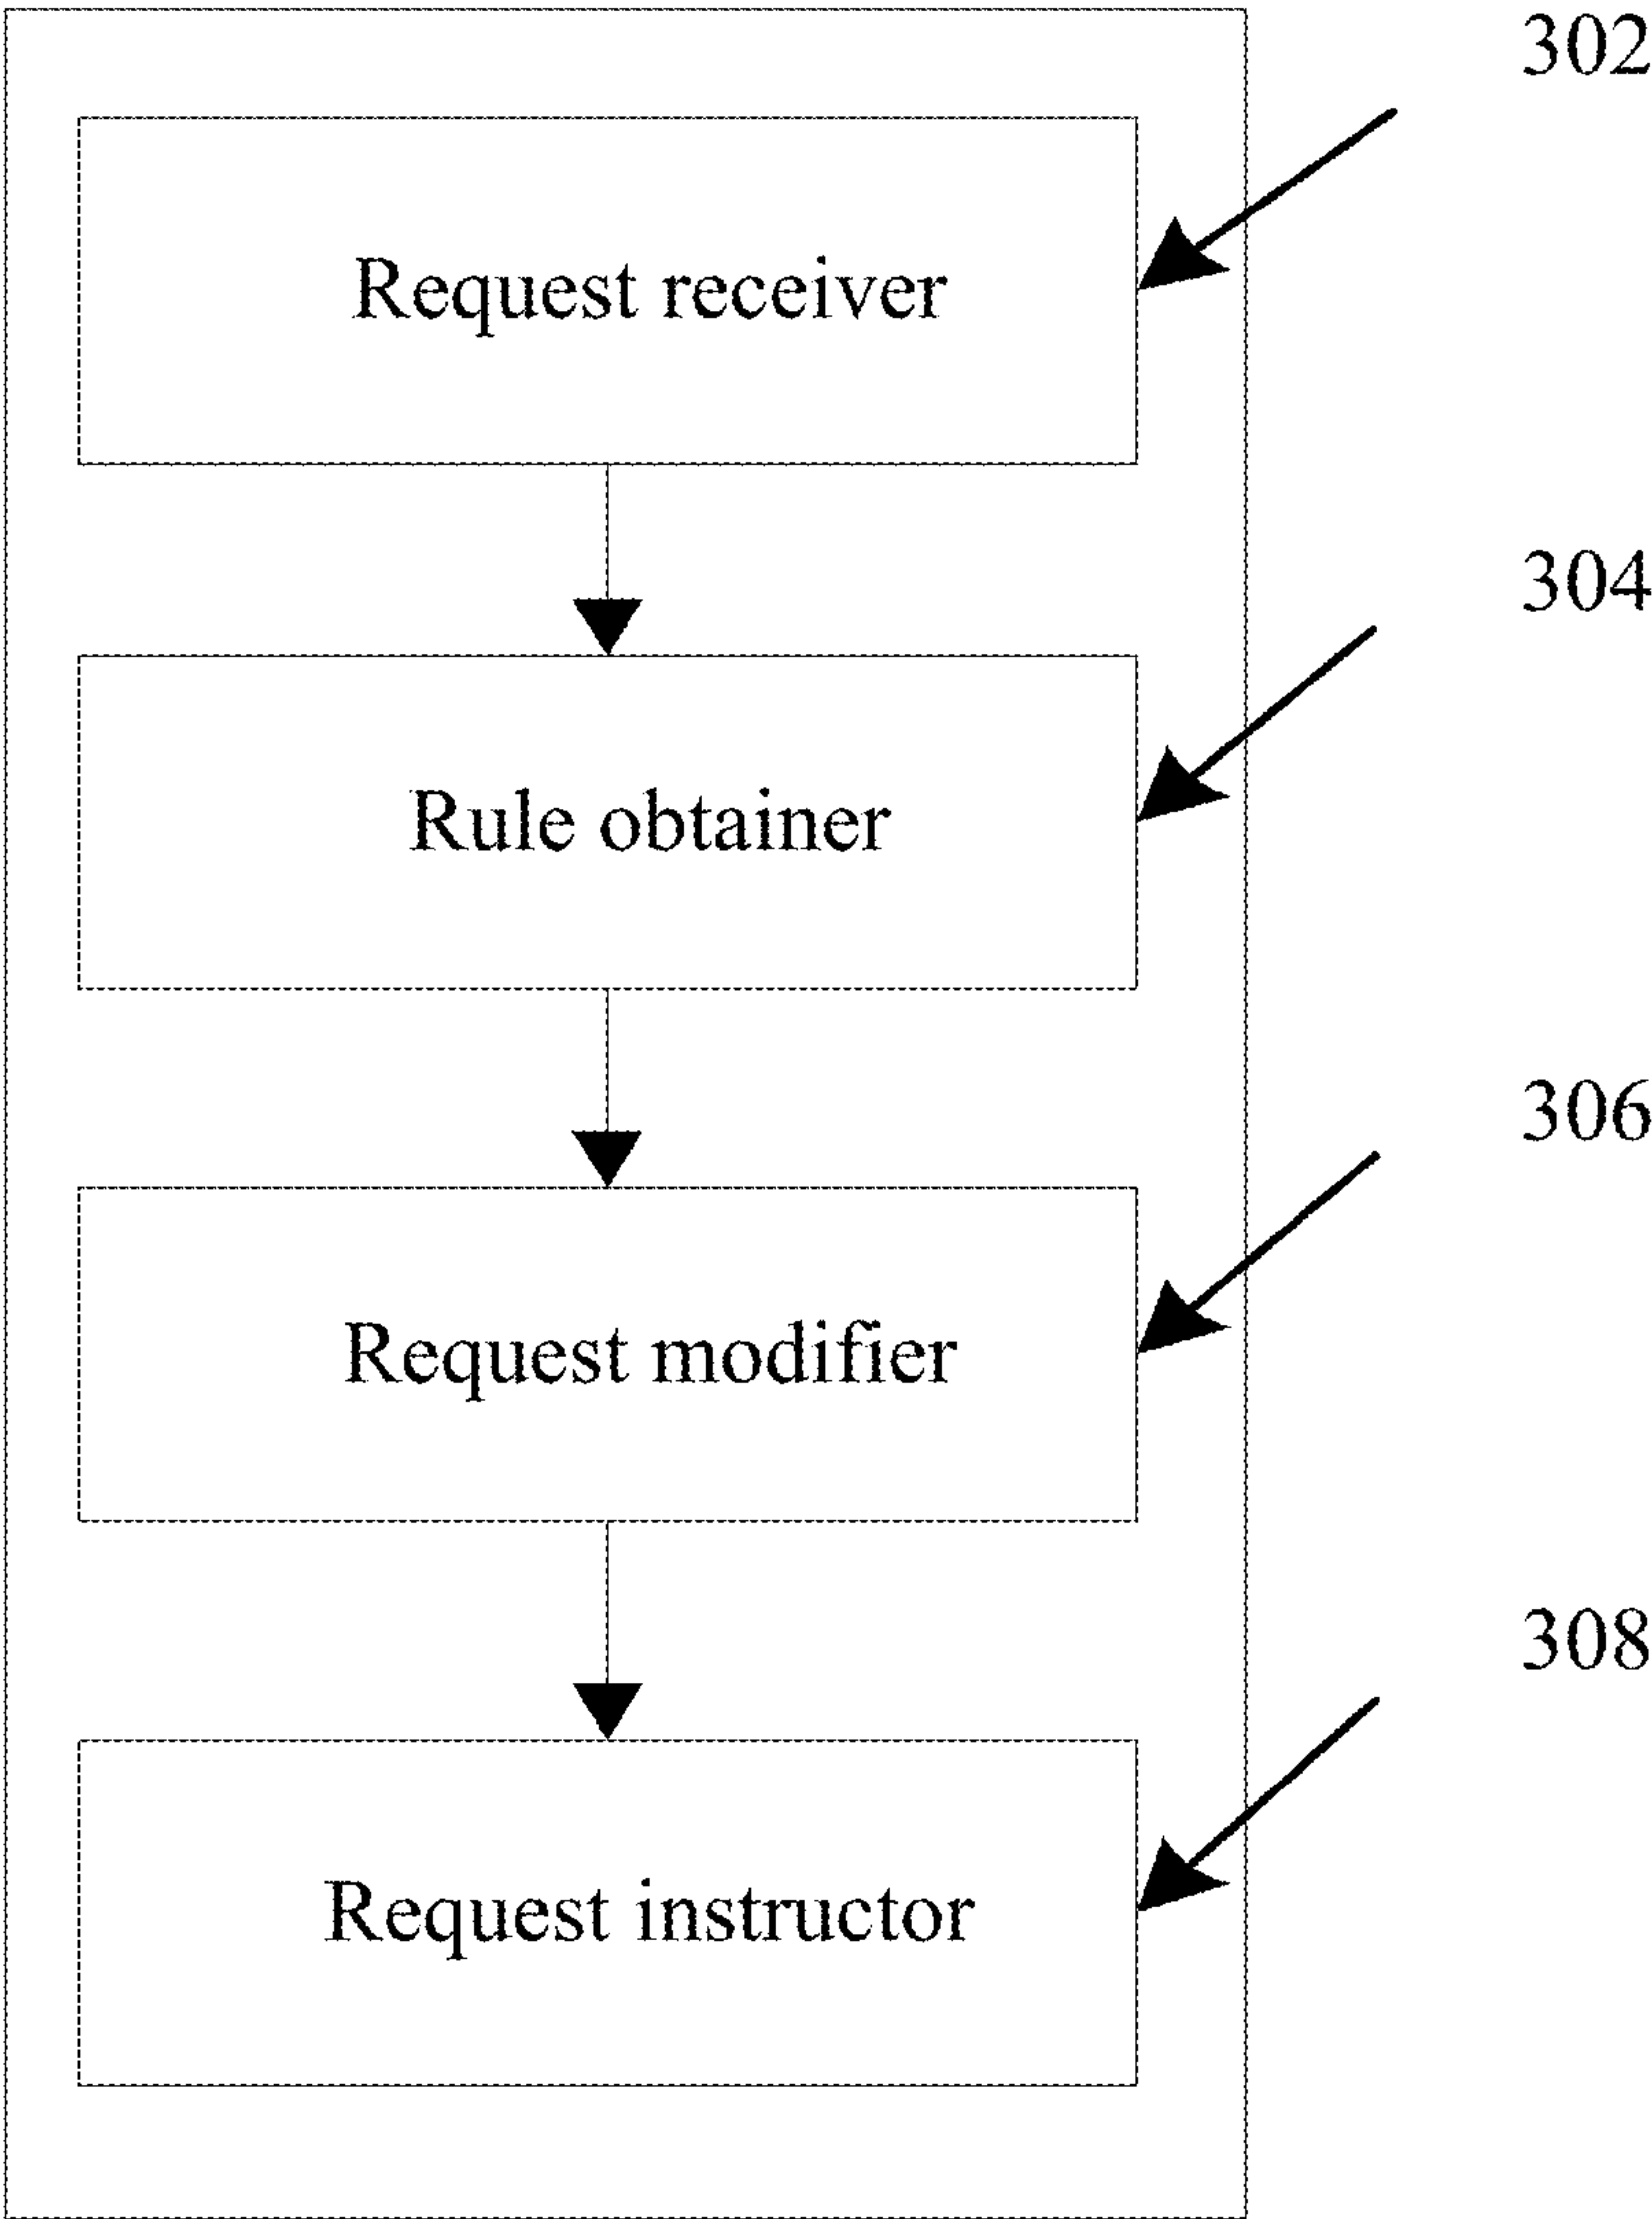 302
Request receiver
304
Rule obtainer
306
Request modifier
308
Request instructor